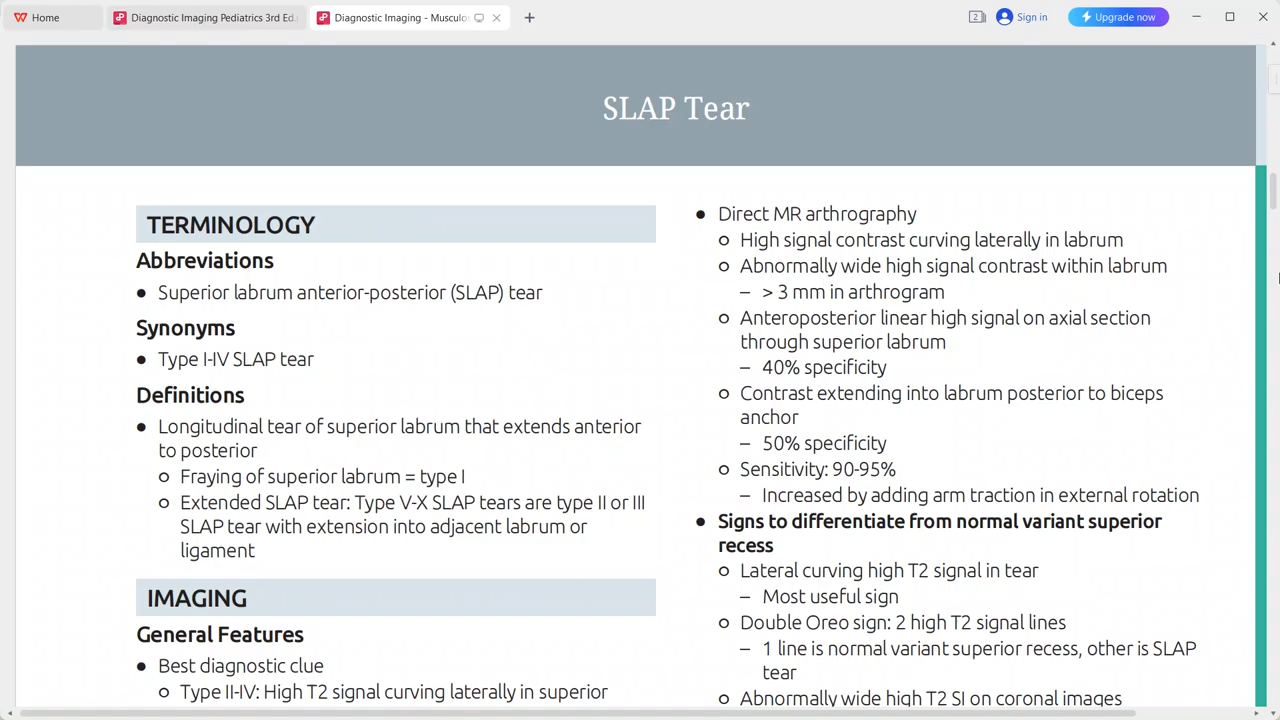 Home
Diagnostic Imaging Pediatrics 3rd Ed.
Diagnostic Imaging - Musculos
2
Sign in
Upgrade now
SLAP Tear
TERMINOLOGY
Abbreviations
• Superior labrum anterior-posterior (SLAP) tear
Synonyms
• Type I-IV SLAP tear
Definitions
• Longitudinal tear of superior labrum that extends anterior
to posterior
○ Fraying of superior labrum = type I
○ Extended SLAP tear: Type V-X SLAP tears are type II or III
SLAP tear with extension into adjacent labrum or
ligament
IMAGING
General Features
• Best diagnostic clue
○ Type II-IV: High T2 signal curving laterally in superior
• Direct MR arthrography
○ High signal contrast curving laterally in labrum
○ Abnormally wide high signal contrast within labrum
– > 3 mm in arthrogram
○ Anteroposterior linear high signal on axial section
through superior labrum
– 40% specificity
○ Contrast extending into labrum posterior to biceps
anchor
– 50% specificity
○ Sensitivity: 90-95%
– Increased by adding arm traction in external rotation
• Signs to differentiate from normal variant superior
recess
○ Lateral curving high T2 signal in tear
– Most useful sign
○ Double Oreo sign: 2 high T2 signal lines
– 1 line is normal variant superior recess, other is SLAP
tear
○ Abnormally wide high T2 SI on coronal images